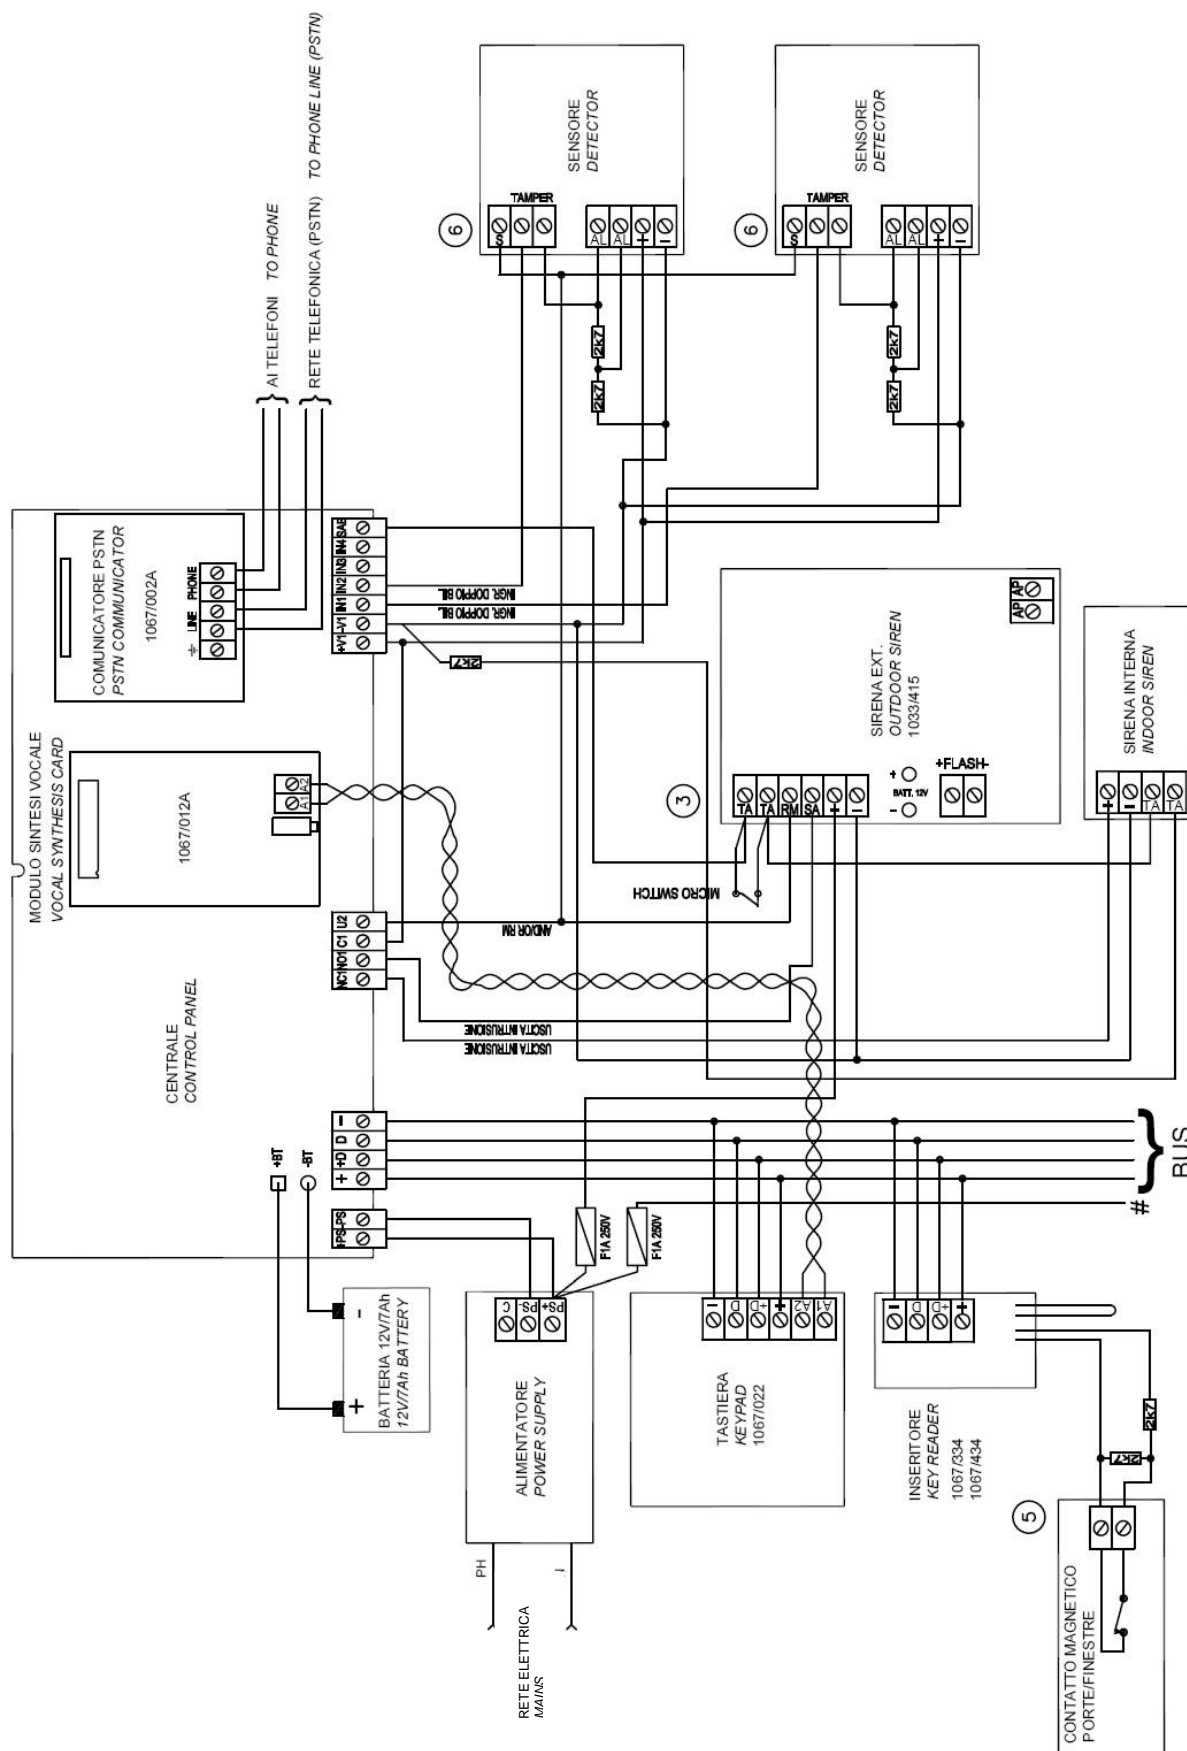 MODULO SINTESI VOCALE
VOCAL SYNTHESIS CARD
1067/012A
A1 A2
COMUNICATORE PSTN
PSTN COMMUNICATOR
1067/002A
LINE PHONE
AI TELEFONI TO PHONE
RETE TELEFONICA (PSTN) TO PHONE LINE (PSTN)
CENTRALE
CONTROL PANEL
+BT
-BT
+PS -PS
+ +D D -
NC1 NO1 C1 U2
+V1 -V1 IN1 IN2 IN3 IN4 SAB
INGR. DOPPIO BIL
INGR. DOPPIO BIL
2k7
AND/OR RM
USCITA INTRUSIONE
USCITA INTRUSIONE
MICRO SWITCH
BATTERIA 12V/7Ah
12V/7Ah BATTERY
+ -
ALIMENTATORE
POWER SUPPLY
PS+ PS- C
PH
RETE ELETTRICA
MAINS
F1A 250V
F1A 250V
TASTIERA
KEYPAD
1067/022
- D +D + A2 A1
INSERITORE
KEY READER
1067/334
1067/434
- D +D +
BUS
#
5
CONTATTO MAGNETICO
PORTE/FINESTRE
2k7
2k7
3
SIRENA EXT.
OUTDOOR SIREN
1033/415
TA TA RM SA + -
- BATT. 12V +
+FLASH-
AP AP
SIRENA INTERNA
INDOOR SIREN
+ - TA TA
6
SENSORE
DETECTOR
TAMPER
S
AL AL + -
2k7 2k7
6
SENSORE
DETECTOR
TAMPER
S
AL AL + -
2k7 2k7